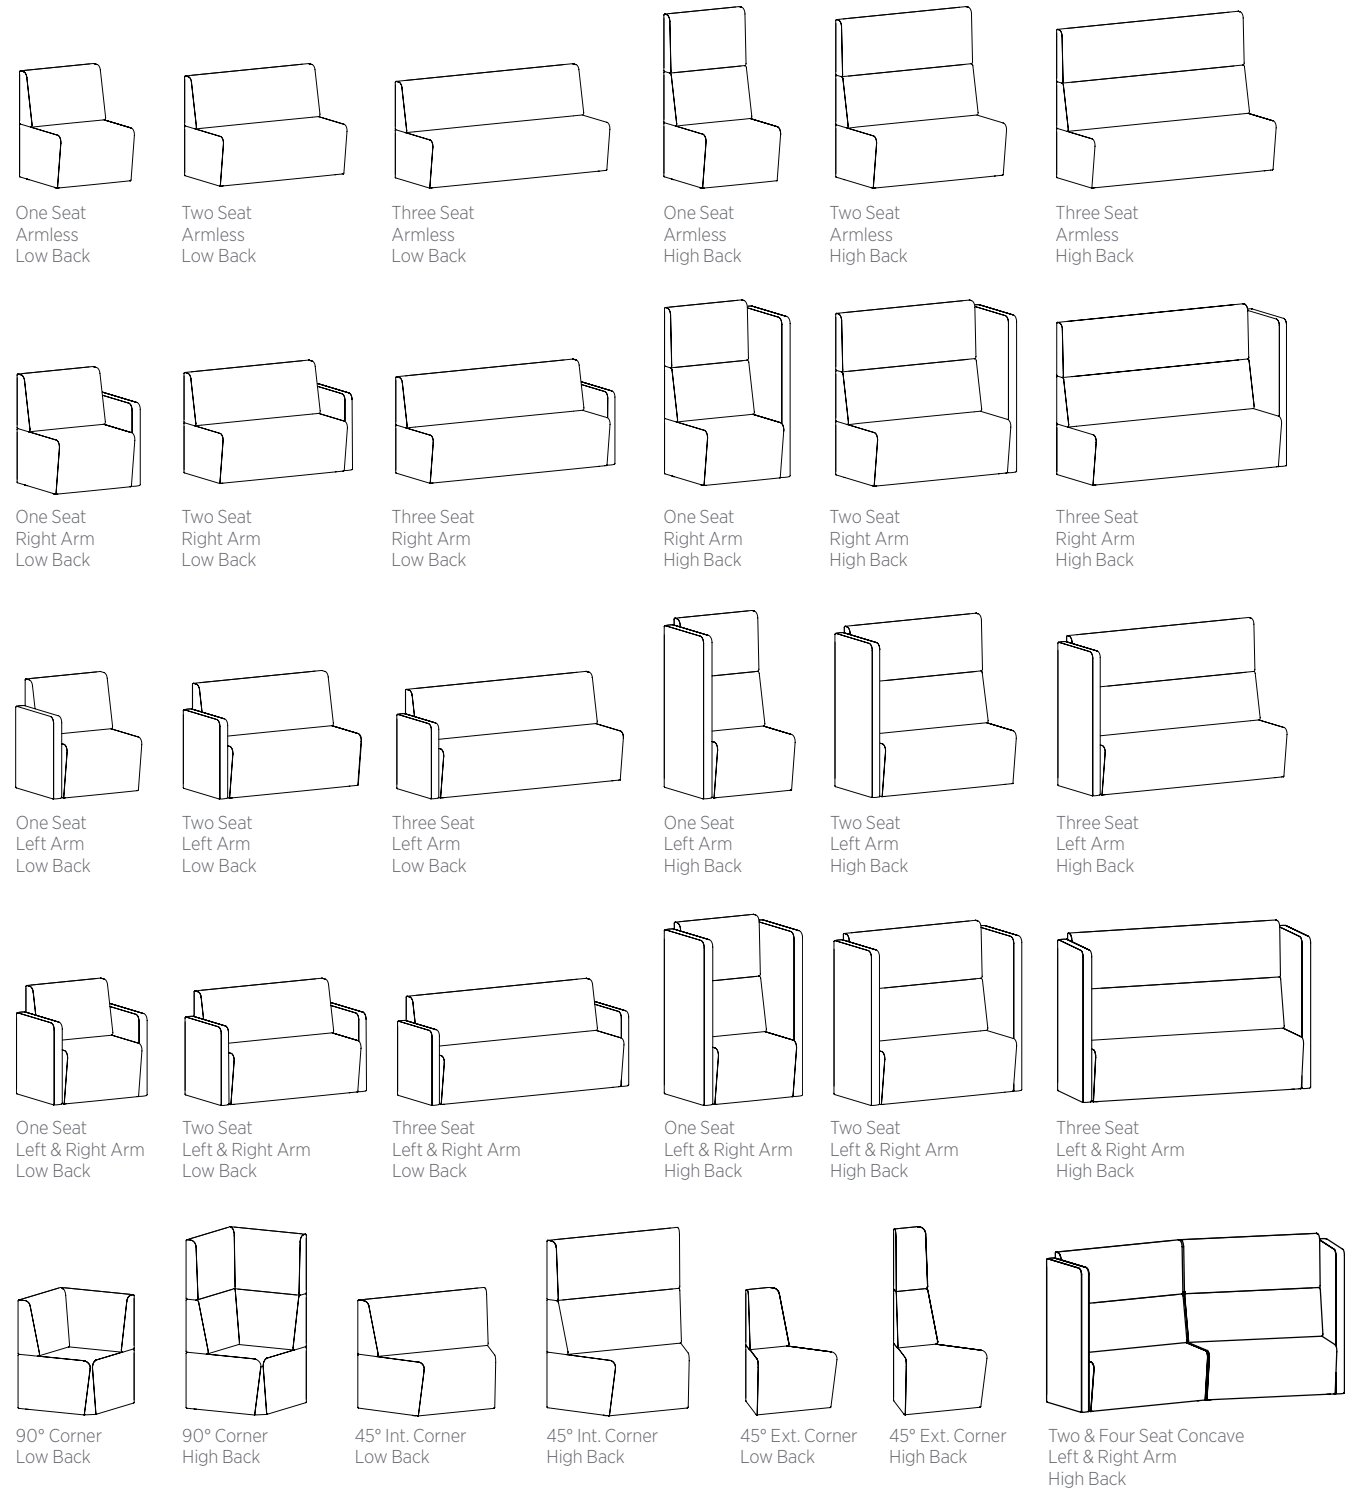 One Seat
Armless
Low Back
Two Seat
Armless
Low Back
Three Seat
Armless
Low Back
One Seat
Armless
High Back
Two Seat
Armless
High Back
Three Seat
Armless
High Back
One Seat
Right Arm
Low Back
Two Seat
Right Arm
Low Back
Three Seat
Right Arm
Low Back
One Seat
Right Arm
High Back
Two Seat
Right Arm
High Back
Three Seat
Right Arm
High Back
One Seat
Left Arm
Low Back
Two Seat
Left Arm
Low Back
Three Seat
Left Arm
Low Back
One Seat
Left Arm
High Back
Two Seat
Left Arm
High Back
Three Seat
Left Arm
High Back
One Seat
Left & Right Arm
Low Back
Two Seat
Left & Right Arm
Low Back
Three Seat
Left & Right Arm
Low Back
One Seat
Left & Right Arm
High Back
Two Seat
Left & Right Arm
High Back
Three Seat
Left & Right Arm
High Back
90° Corner
Low Back
90° Corner
High Back
45° Int. Corner
Low Back
45° Int. Corner
High Back
45° Ext. Corner
Low Back
45° Ext. Corner
High Back
Two & Four Seat Concave
Left & Right Arm
High Back